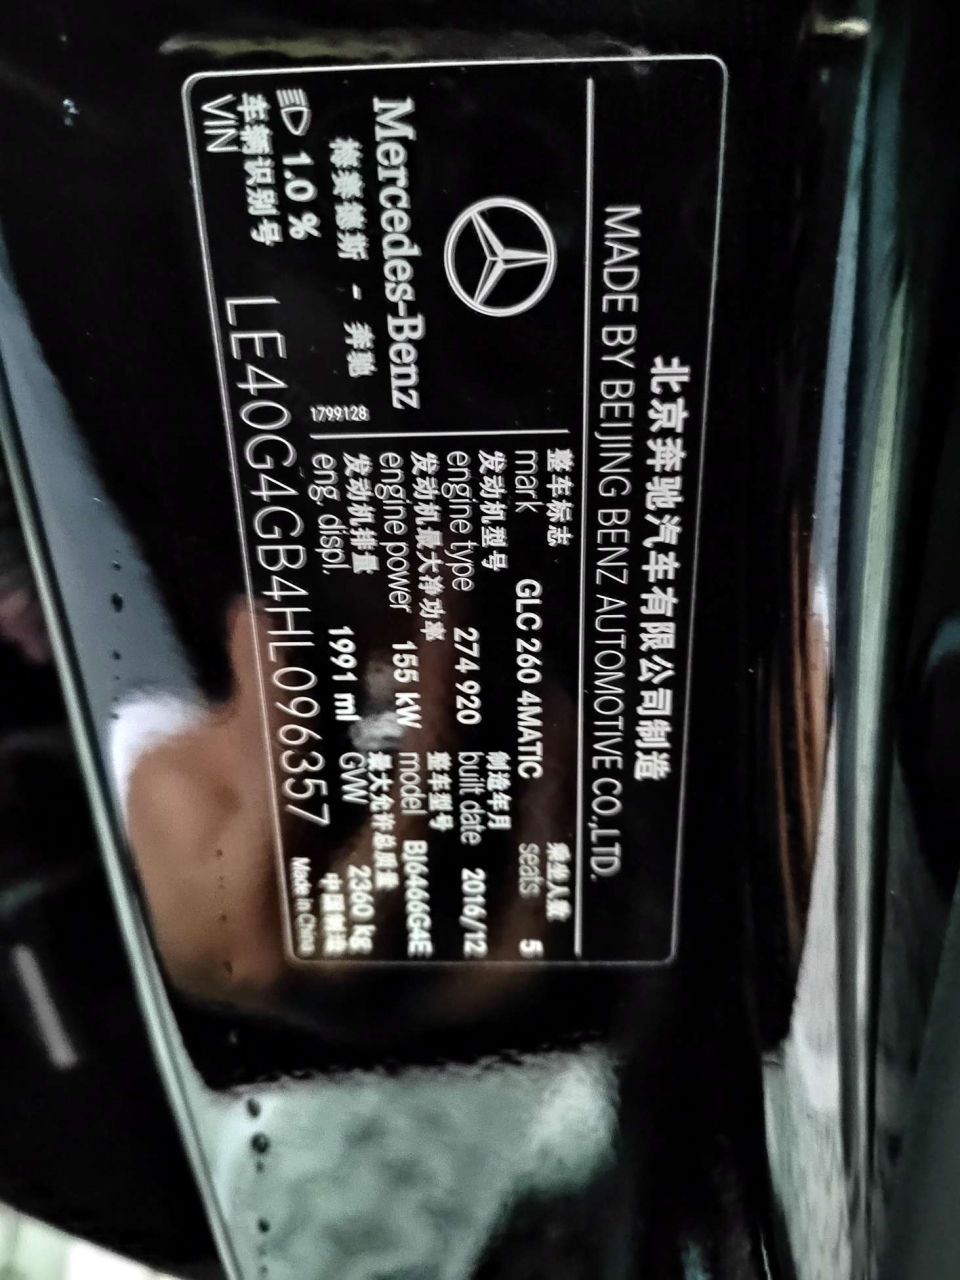 北京奔驰汽车有限公司制造
MADE BY BEIJING BENZ AUTOMOTIVE CO.,LTD.
整车标志 乘坐人数
mark GLC 260 4MATIC seats 5
发动机型号 制造年月
engine type 274 920 built date 2016/12
发动机最大净功率 整车型号
engine power 155 kW model BJ6466G4E
发动机排量 最大允许总质量
eng. displ. 1991 ml GVW 2360 kg
Mercedes-Benz
梅赛德斯 - 奔驰
1799128
1.0 %
中国制造
车辆识别号
VIN LE40G4GB4HL096357 Made in China